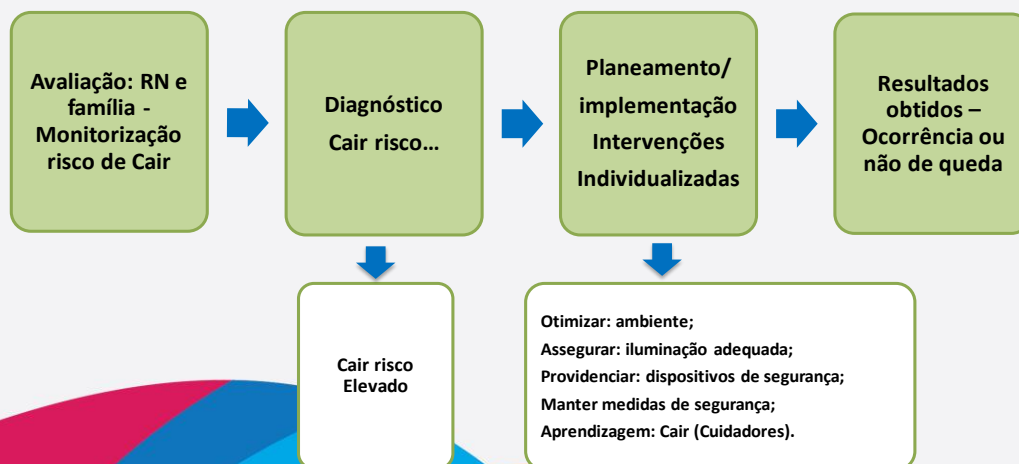 Avaliação: RN e
família -
Monitorização
risco de Cair
Diagnóstico
Cair risco...
Planeamento/
implementação
Intervenções
Individualizadas
Resultados
obtidos –
Ocorrência ou
não de queda
Cair risco
Elevado
Otimizar: ambiente;
Assegurar: iluminação adequada;
Providenciar: dispositivos de segurança;
Manter medidas de segurança;
Aprendizagem: Cair (Cuidadores).